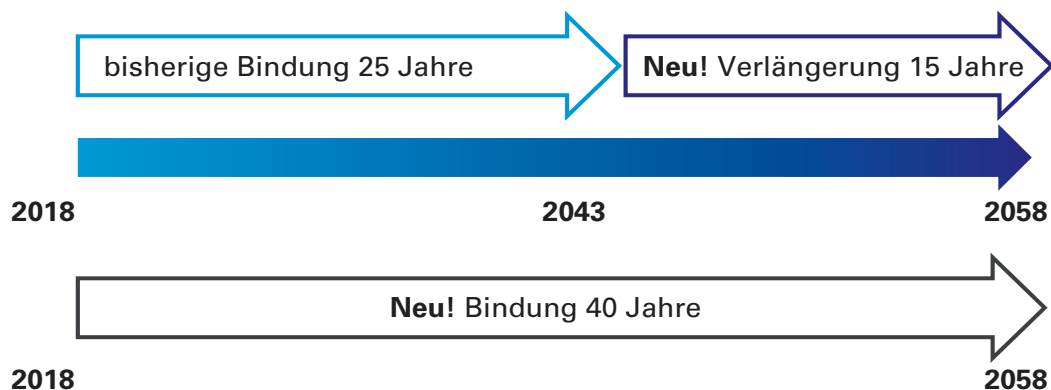 bisherige Bindung 25 Jahre
Neu! Verlängerung 15 Jahre
2018
2043
2058
Neu! Bindung 40 Jahre
2018
2058